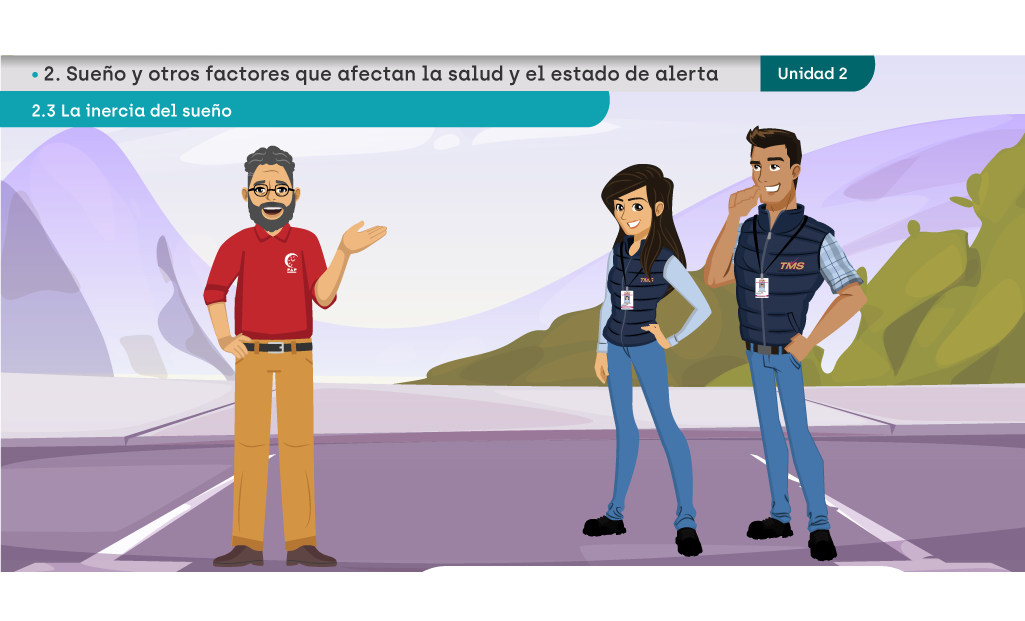 • 2. Sueño y otros factores que afectan la salud y el estado de alerta
Unidad 2
2.3 La inercia del sueño
TMS